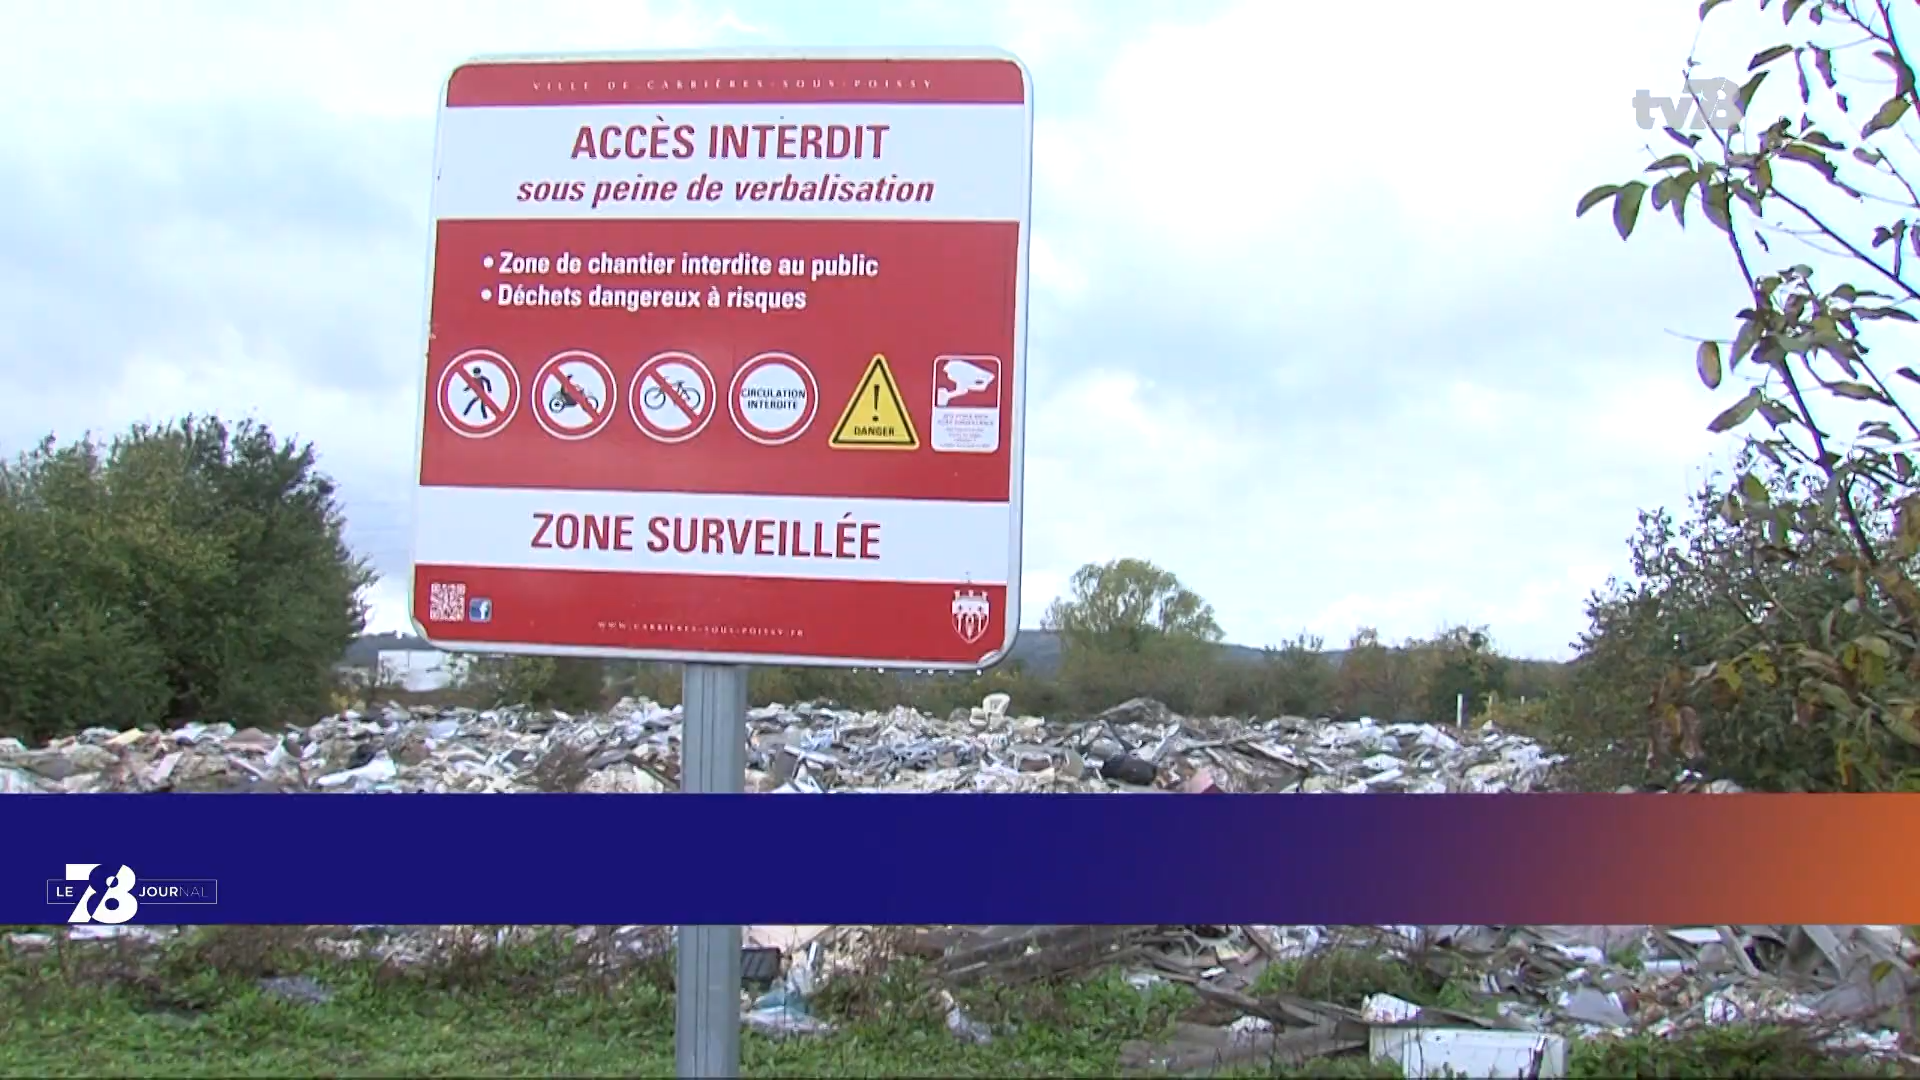 VILLE DE CARRIÈRES-SOUS-POISSY
tv78
ACCÈS INTERDIT
sous peine de verbalisation
• Zone de chantier interdite au public
• Déchets dangereux à risques
CIRCULATION
INTERDITE
DANGER
ZONE SURVEILLÉE
WWW.CARRIERES-SOUS-POISSY.FR
LE 78 JOURNAL